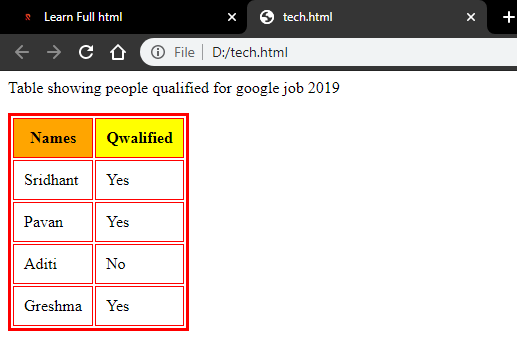 Learn Full html
tech.html
File D:/tech.html
Table showing people qualified for google job 2019
Names Qwalified
Sridhant Yes
Pavan Yes
Aditi No
Greshma Yes